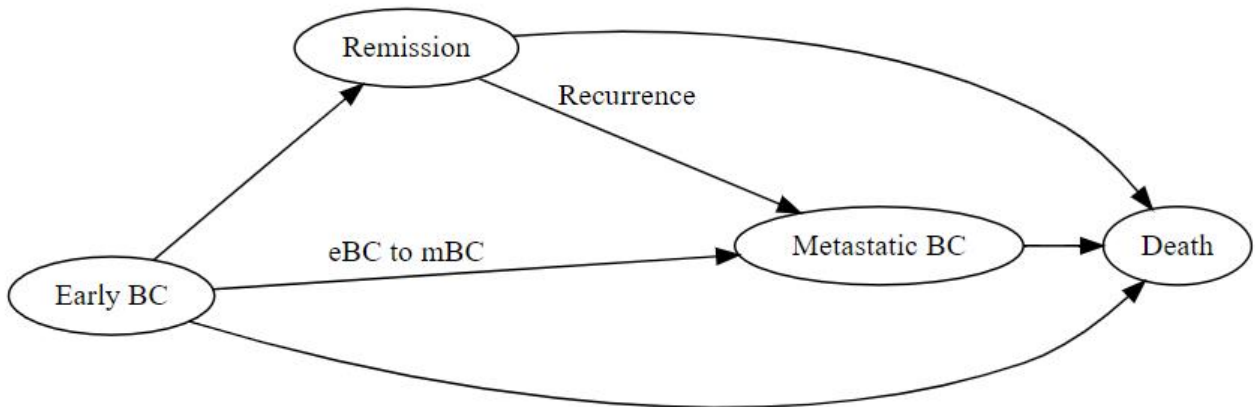 Remission
Recurrence
eBC to mBC
Metastatic BC
Death
Early BC